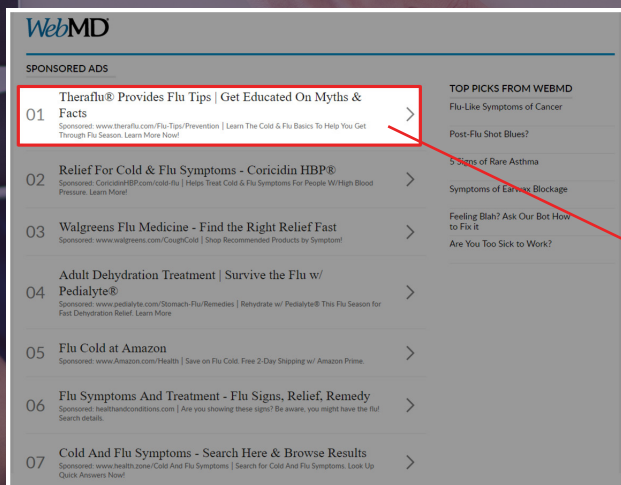 WebMD
SPONSORED ADS
01
Theraflu® Provides Flu Tips | Get Educated On Myths &
Facts
Sponsored: www.theraflu.com/Flu-Tips/Prevention | Learn The Cold & Flu Basics To Help You Get
Through Flu Season. Learn More Now!
02
Relief For Cold & Flu Symptoms - Coricidin HBP®
Sponsored: CoricidinHBP.com/cold-flu | Helps Treat Cold & Flu Symptoms For People W/High Blood
Pressure. Learn More!
03
Walgreens Flu Medicine - Find the Right Relief Fast
Sponsored: www.walgreens.com/CoughCold | Shop Recommended Products by Symptom!
04
Adult Dehydration Treatment | Survive the Flu w/
Pedialyte®
Sponsored: www.pedialyte.com/Stomach-Flu/Remedies | Rehydrate w/ Pedialyte® This Flu Season for
Fast Dehydration Relief. Learn More
05
Flu Cold at Amazon
Sponsored: www.Amazon.com/Health | Save on Flu Cold. Free 2-Day Shipping w/ Amazon Prime.
06
Flu Symptoms And Treatment - Flu Signs, Relief, Remedy
Sponsored: healthandconditions.com | Are you showing these signs? Be aware, you might have the flu!
Search details.
07
Cold And Flu Symptoms - Search Here & Browse Results
Sponsored: www.health.zone/Cold And Flu Symptoms | Search for Cold And Flu Symptoms. Look Up
Quick Answers Now!
TOP PICKS FROM WEBMD
Flu-Like Symptoms of Cancer
Post-Flu Shot Blues?
5 Signs of Rare Asthma
Symptoms of Earwax Blockage
Feeling Blah? Ask Our Bot How
to Fix it
Are You Too Sick to Work?